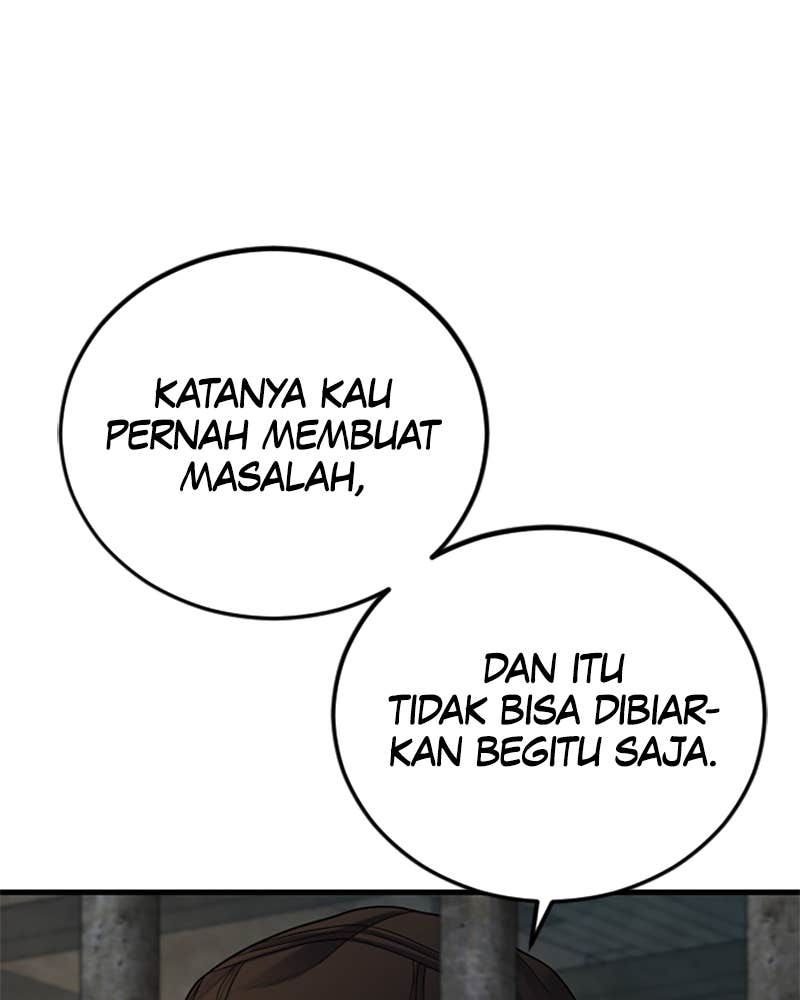 KATANYA KAU
PERNAH MEMBUAT
MASALAH,
DAN ITU
TIDAK BISA DIBIAR-
KAN BEGITU SAJA.